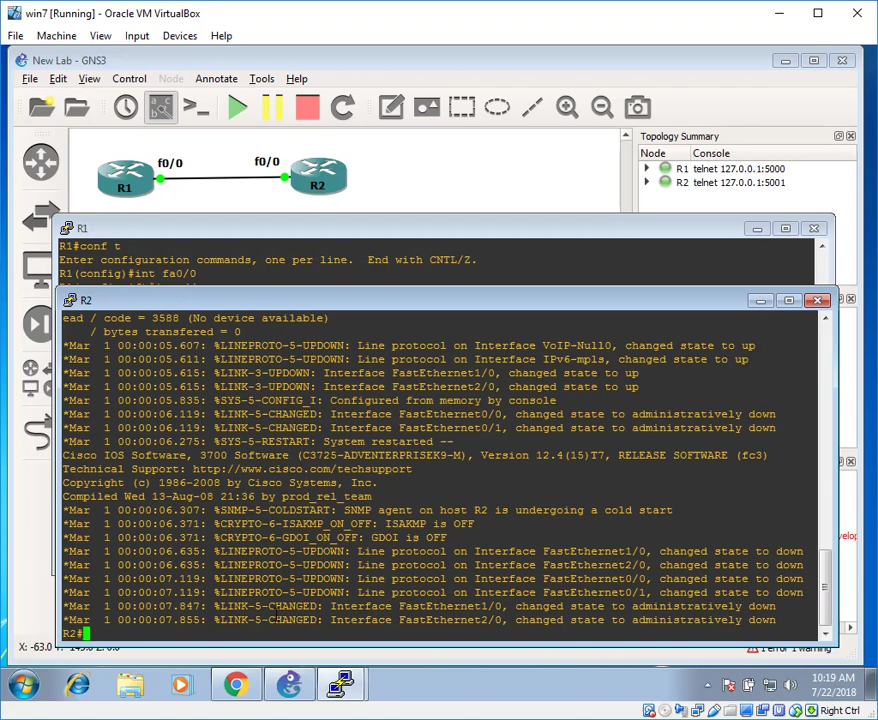 win7 [Running] - Oracle VM VirtualBox
File Machine View Input Devices Help
New Lab - GNS3
File Edit View Control Node Annotate Tools Help
Topology Summary
Node Console
R1 telnet 127.0.0.1:5000
R2 telnet 127.0.0.1:5001
f0/0 f0/0
R1 R2
R1
R1#conf t
Enter configuration commands, one per line.  End with CNTL/Z.
R1(config)#int fa0/0
R2
ead / code = 3588 (No device available)
/ bytes transfered = 0
*Mar  1 00:00:05.607: %LINEPROTO-5-UPDOWN: Line protocol on Interface VoIP-Null0, changed state to up
*Mar  1 00:00:05.611: %LINEPROTO-5-UPDOWN: Line protocol on Interface IPv6-mpls, changed state to up
*Mar  1 00:00:05.615: %LINK-3-UPDOWN: Interface FastEthernet1/0, changed state to up
*Mar  1 00:00:05.615: %LINK-3-UPDOWN: Interface FastEthernet2/0, changed state to up
*Mar  1 00:00:05.835: %SYS-5-CONFIG_I: Configured from memory by console
*Mar  1 00:00:06.119: %LINK-5-CHANGED: Interface FastEthernet0/0, changed state to administratively down
*Mar  1 00:00:06.119: %LINK-5-CHANGED: Interface FastEthernet0/1, changed state to administratively down
*Mar  1 00:00:06.275: %SYS-5-RESTART: System restarted --
Cisco IOS Software, 3700 Software (C3725-ADVENTERPRISEK9-M), Version 12.4(15)T7, RELEASE SOFTWARE (fc3)
Technical Support: http://www.cisco.com/techsupport
Copyright (c) 1986-2008 by Cisco Systems, Inc.
Compiled Wed 13-Aug-08 21:36 by prod_rel_team
*Mar  1 00:00:06.307: %SNMP-5-COLDSTART: SNMP agent on host R2 is undergoing a cold start
*Mar  1 00:00:06.371: %CRYPTO-6-ISAKMP_ON_OFF: ISAKMP is OFF
*Mar  1 00:00:06.371: %CRYPTO-6-GDOI_ON_OFF: GDOI is OFF
*Mar  1 00:00:06.635: %LINEPROTO-5-UPDOWN: Line protocol on Interface FastEthernet1/0, changed state to down
*Mar  1 00:00:06.635: %LINEPROTO-5-UPDOWN: Line protocol on Interface FastEthernet2/0, changed state to down
*Mar  1 00:00:07.119: %LINEPROTO-5-UPDOWN: Line protocol on Interface FastEthernet0/0, changed state to down
*Mar  1 00:00:07.119: %LINEPROTO-5-UPDOWN: Line protocol on Interface FastEthernet0/1, changed state to down
*Mar  1 00:00:07.847: %LINK-5-CHANGED: Interface FastEthernet1/0, changed state to administratively down
*Mar  1 00:00:07.855: %LINK-5-CHANGED: Interface FastEthernet2/0, changed state to administratively down
R2#
X: -63.0
10:19 AM
7/22/2018
Right Ctrl